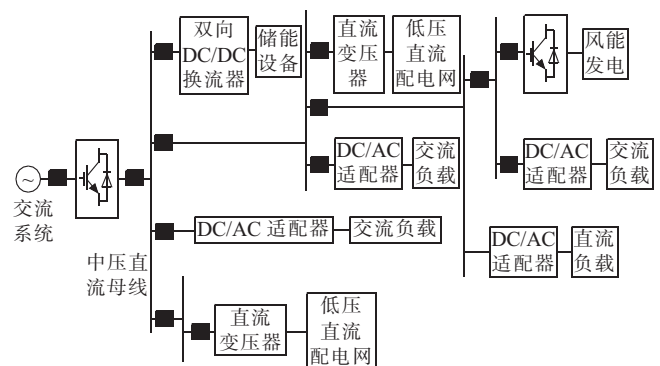 双向
DC/DC
换流器
储能
设备
直流
变压
器
低压
直流
配电网
风能
发电
~
交流
系统
DC/AC
适配器
交流
负载
DC/AC
适配器
交流
负载
DC/AC 适配器
交流负载
DC/AC
适配器
直流
负载
中压直
流母线
直流
变压器
低压
直流
配电网